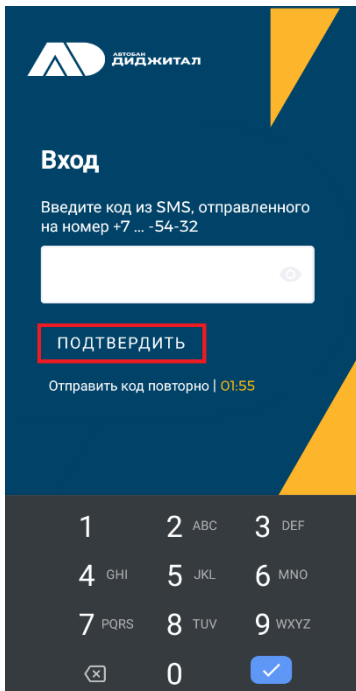 АВТОБАН
ДИДЖИТАЛ
Вход
Введите код из SMS, отправленного
на номер +7 ... -54-32
ПОДТВЕРДИТЬ
Отправить код повторно | 01:55
1 2 ABC 3 DEF
4 GHI 5 JKL 6 MNO
7 PQRS 8 TUV 9 WXYZ
0